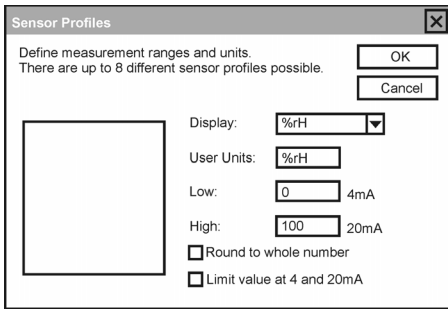 Sensor Profiles
Define measurement ranges and units.
There are up to 8 different sensor profiles possible.
OK
Cancel
Display: %rH
User Units: %rH
Low: 0 4mA
High: 100 20mA
Round to whole number
Limit value at 4 and 20mA